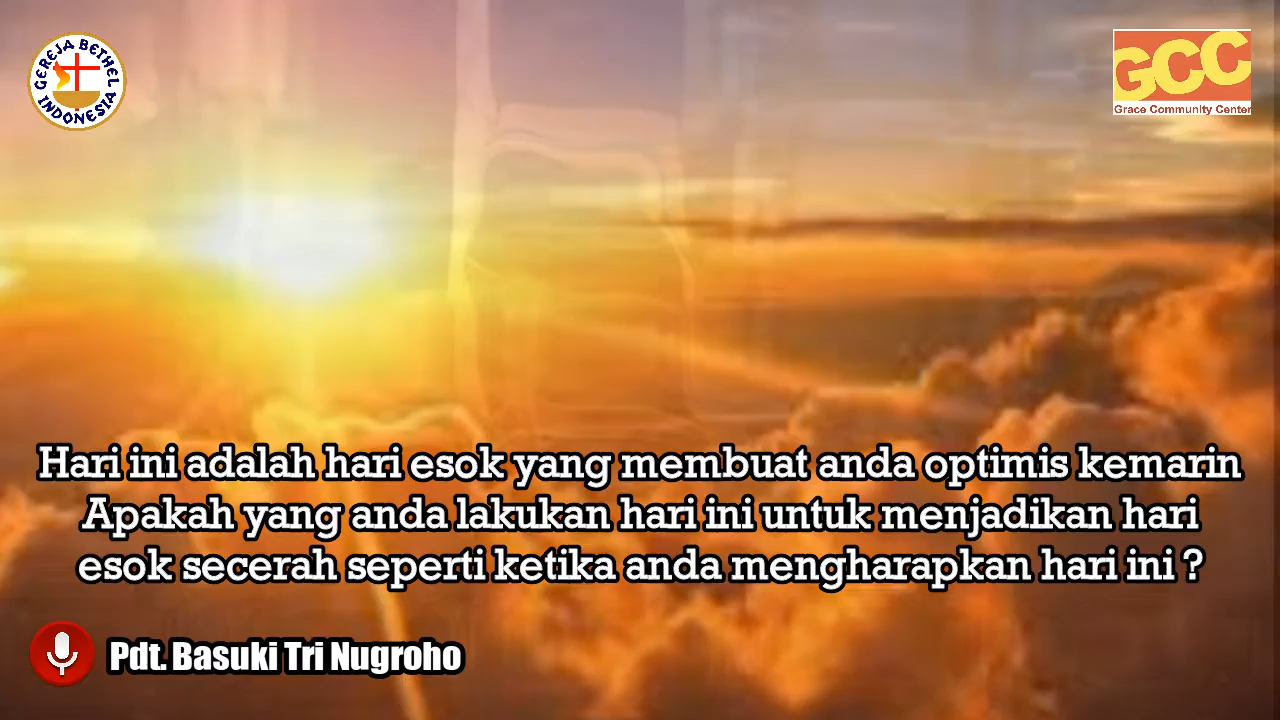 GEREJA BETHEL INDONESIA
GCC
Grace Community Center
Hari ini adalah hari esok yang membuat anda optimis kemarin
Apakah yang anda lakukan hari ini untuk menjadikan hari
esok secerah seperti ketika anda mengharapkan hari ini ?
Pdt. Basuki Tri Nugroho